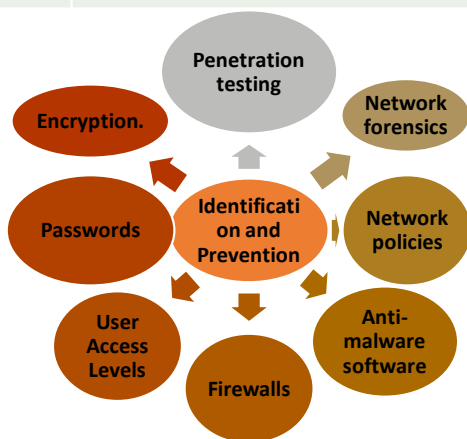 Penetration
testing
Encryption.
Network
forensics
Passwords
Identificati
on and
Prevention
Network
policies
User
Access
Levels
Firewalls
Anti-
malware
software